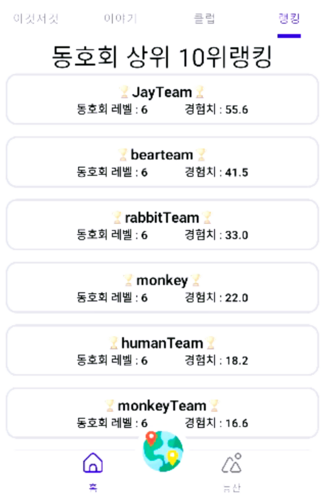 이것저것 이야기 클럽 랭킹
동호회 상위 10위랭킹
JayTeam
동호회 레벨 : 6 경험치 : 55.6
bearteam
동호회 레벨 : 6 경험치 : 41.5
rabbitTeam
동호회 레벨 : 6 경험치 : 33.0
monkey
동호회 레벨 : 6 경험치 : 22.0
humanTeam
동호회 레벨 : 6 경험치 : 18.2
monkeyTeam
동호회 레벨 : 6 경험치 : 16.6
홈 등산